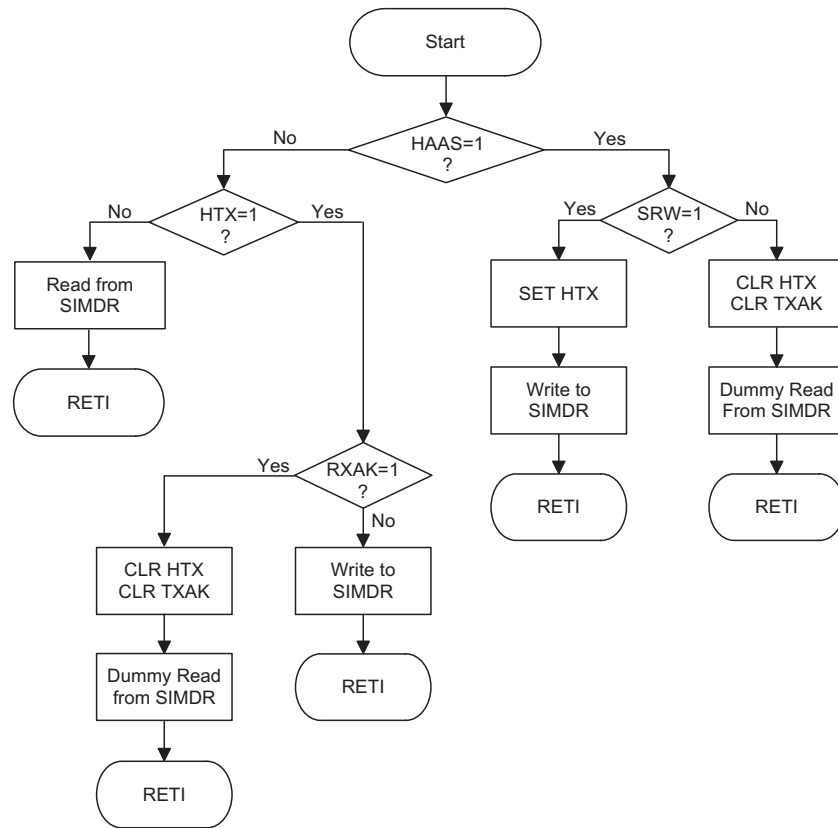 Start
No
HAAS=1
?
Yes
No
HTX=1
?
Yes
Yes
SRW=1
?
No
Read from
SIMDR
SET HTX
CLR HTX
CLR TXAK
RETI
Write to
SIMDR
Dummy Read
From SIMDR
Yes
RXAK=1
?
No
RETI
RETI
CLR HTX
CLR TXAK
Write to
SIMDR
Dummy Read
from SIMDR
RETI
RETI